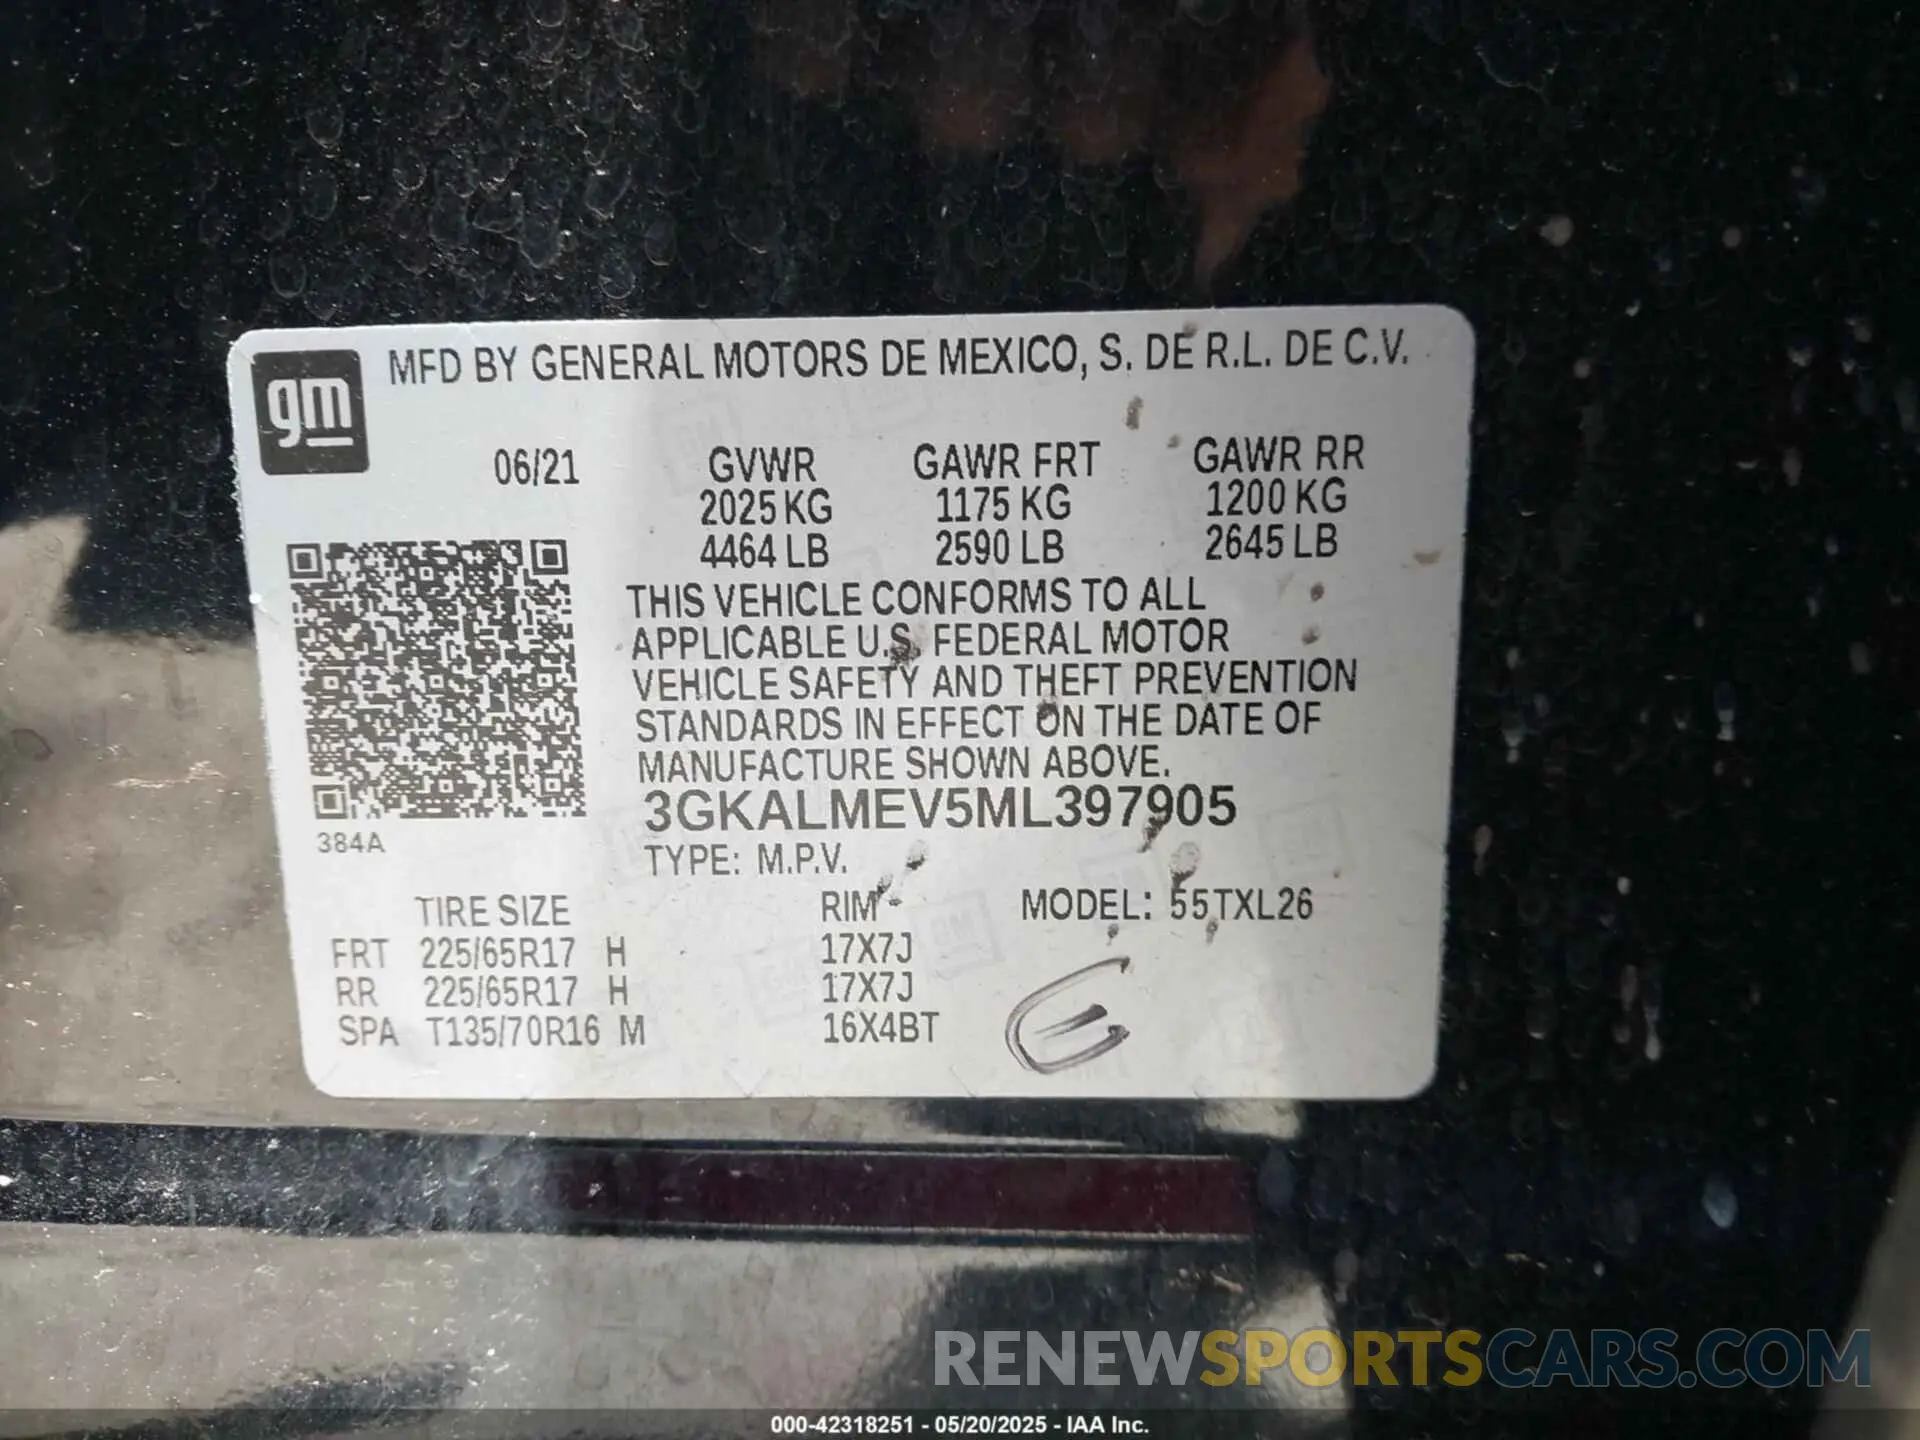 gm
MFD BY GENERAL MOTORS DE MEXICO, S. DE R.L. DE C.V.
06/21 GVWR GAWR FRT GAWR RR
2025 KG 1175 KG 1200 KG
4464 LB 2590 LB 2645 LB
THIS VEHICLE CONFORMS TO ALL
APPLICABLE U.S. FEDERAL MOTOR
VEHICLE SAFETY AND THEFT PREVENTION
STANDARDS IN EFFECT ON THE DATE OF
MANUFACTURE SHOWN ABOVE.
3GKALMEV5ML397905
384A
TYPE: M.P.V.
TIRE SIZE RIM MODEL: 55TXL26
FRT 225/65R17 H 17X7J
RR 225/65R17 H 17X7J
SPA T135/70R16 M 16X4BT
RENEWSPORTSCARS.COM
000-42318251 - 05/20/2025 - IAA Inc.